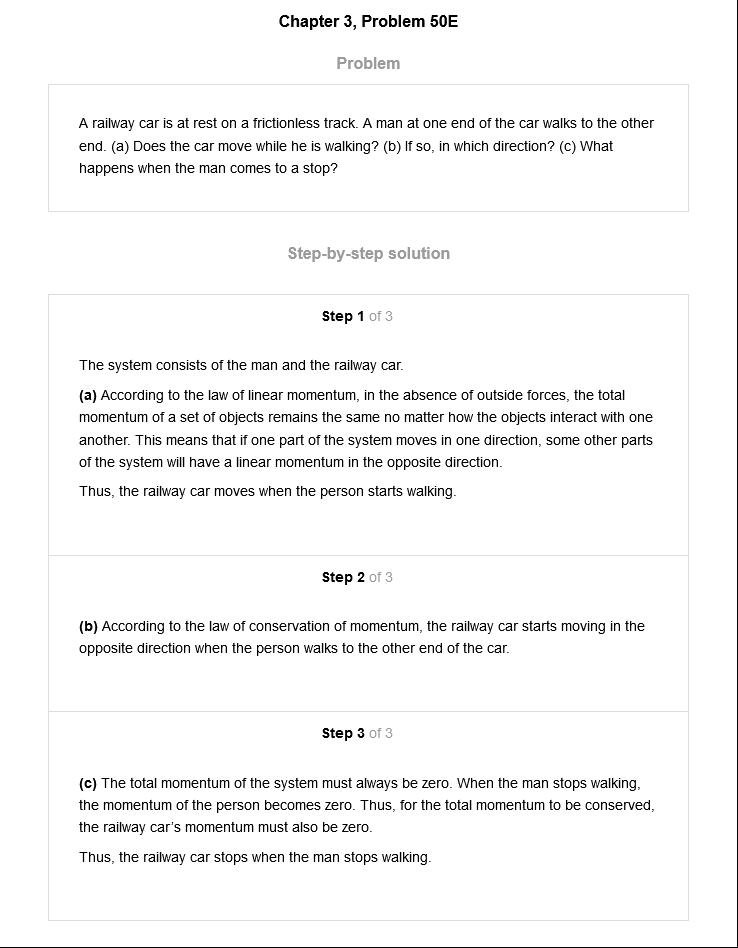 Chapter 3, Problem 50E
Problem
A railway car is at rest on a frictionless track. A man at one end of the car walks to the other
end. (a) Does the car move while he is walking? (b) If so, in which direction? (c) What
happens when the man comes to a stop?
Step-by-step solution
Step 1 of 3
The system consists of the man and the railway car.
(a) According to the law of linear momentum, in the absence of outside forces, the total
momentum of a set of objects remains the same no matter how the objects interact with one
another. This means that if one part of the system moves in one direction, some other parts
of the system will have a linear momentum in the opposite direction.
Thus, the railway car moves when the person starts walking.
Step 2 of 3
(b) According to the law of conservation of momentum, the railway car starts moving in the
opposite direction when the person walks to the other end of the car.
Step 3 of 3
(c) The total momentum of the system must always be zero. When the man stops walking,
the momentum of the person becomes zero. Thus, for the total momentum to be conserved,
the railway car's momentum must also be zero.
Thus, the railway car stops when the man stops walking.